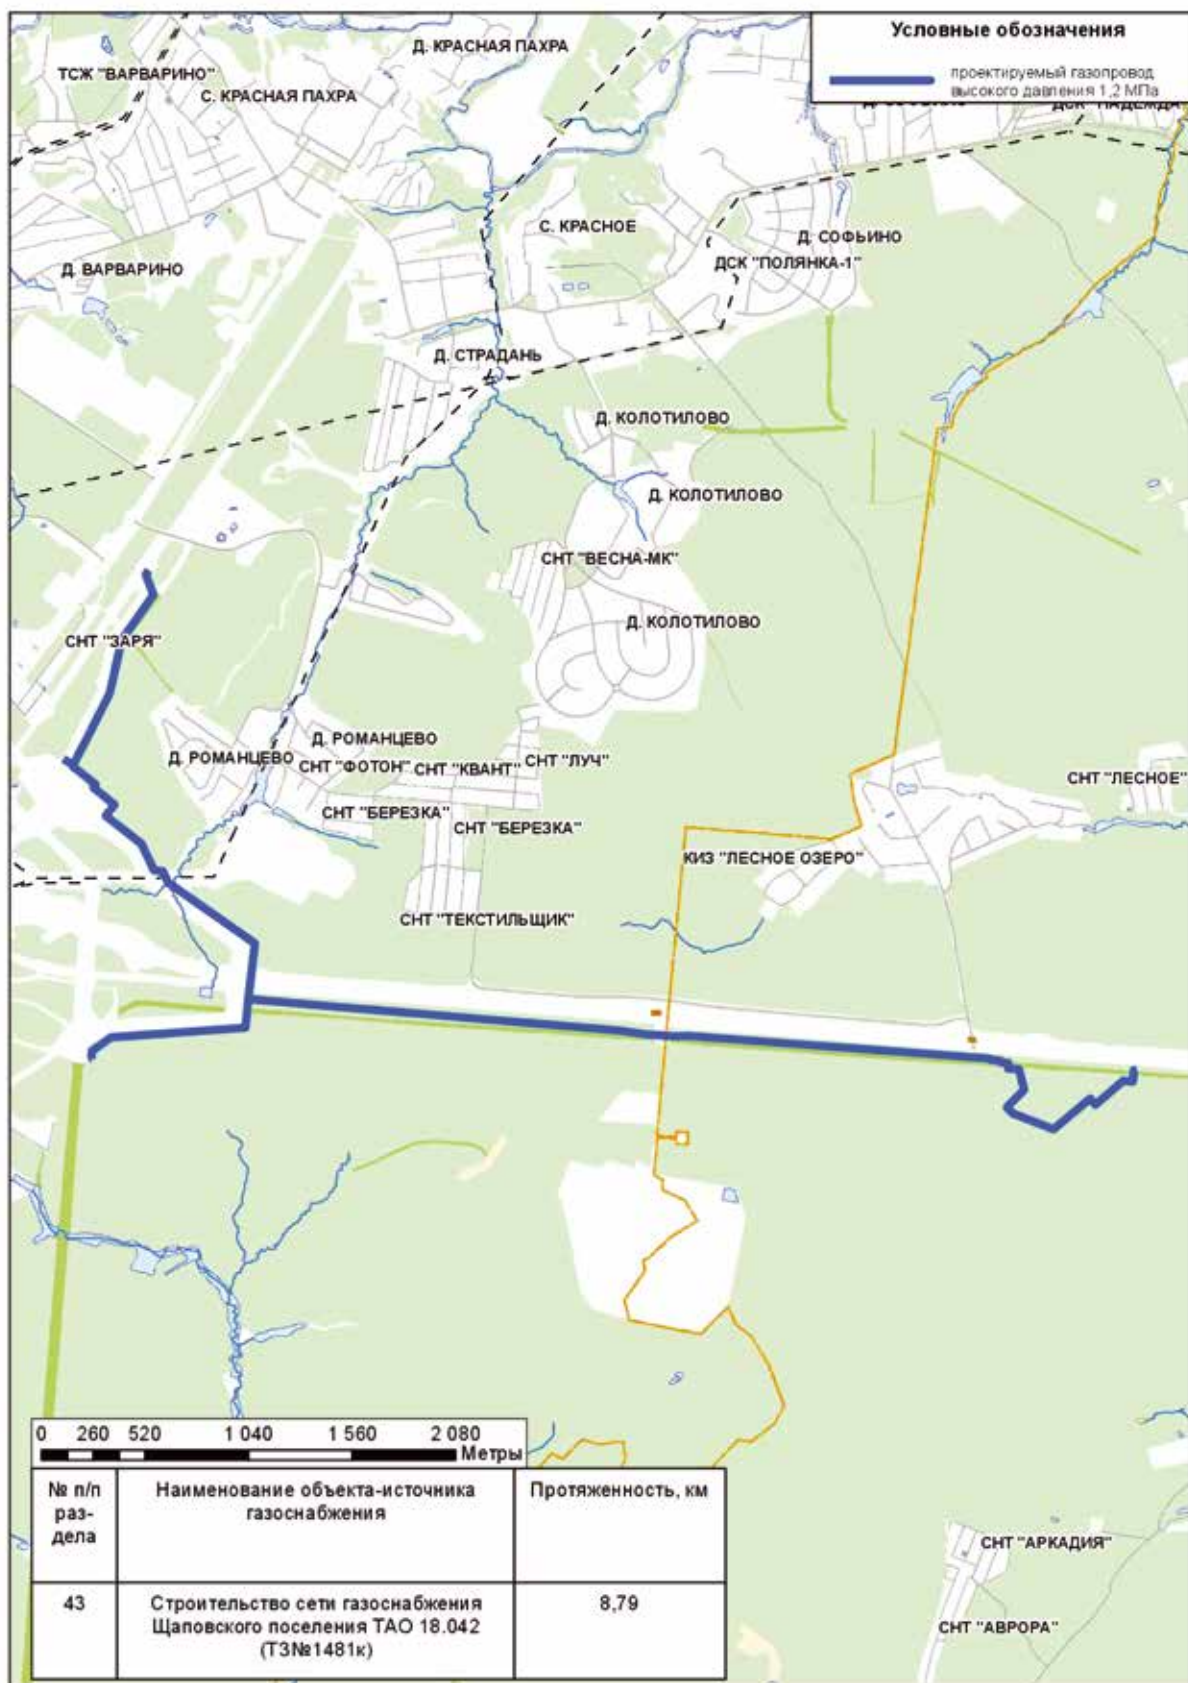 Условные обозначения
проектируемый газопровод
высокого давления 1,2 МПа
Д. КРАСНАЯ ПАХРА
ТСЖ "ВАРВАРИНО"
С. КРАСНАЯ ПАХРА
ДСК "НАДЕЖДА"
С. КРАСНОЕ
Д. СОФЬИНО
ДСК "ПОЛЯНКА-1"
Д. ВАРВАРИНО
Д. СТРАДАНЬ
Д. КОЛОТИЛОВО
Д. КОЛОТИЛОВО
СНТ "ВЕСНА-МК"
Д. КОЛОТИЛОВО
СНТ "ЗАРЯ"
Д. РОМАНЦЕВО
Д. РОМАНЦЕВО
СНТ "ФОТОН"
СНТ "КВАНТ"
СНТ "ЛУЧ"
СНТ "ЛЕСНОЕ"
СНТ "БЕРЕЗКА"
СНТ "БЕРЕЗКА"
КИЗ "ЛЕСНОЕ ОЗЕРО"
СНТ "ТЕКСТИЛЬЩИК"
0 260 520 1 040 1 560 2 080
Метры
№ п/п
раз-
дела
Наименование объекта-источника
газоснабжения
Протяженность, км
43
Строительство сети газоснабжения
Щаповского поселения ТАО 18.042
(ТЗ№1481к)
8,79
СНТ "АРКАДИЯ"
СНТ "АВРОРА"